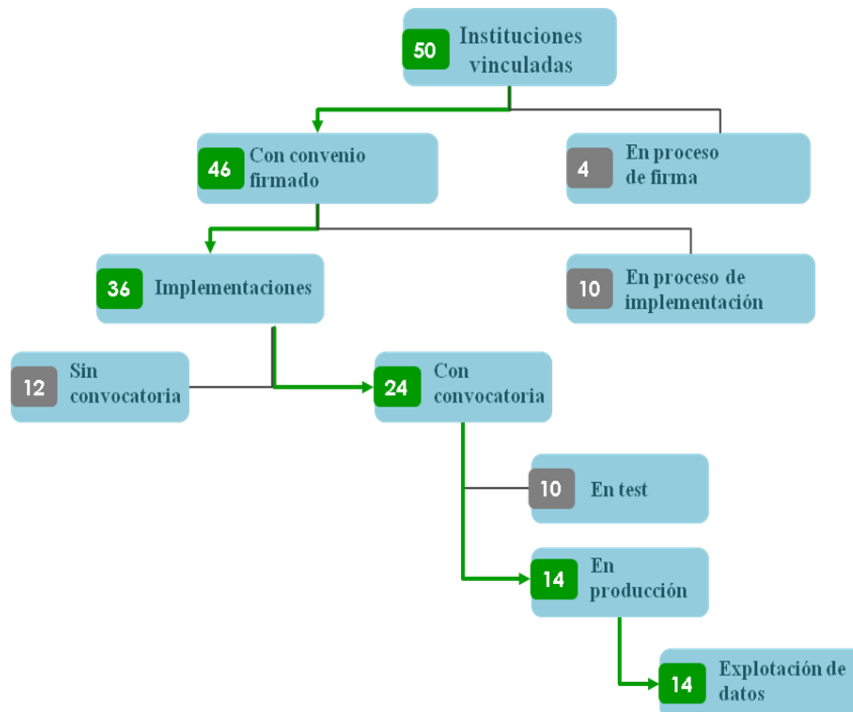 50
Instituciones
vinculadas
46
Con convenio
firmado
4
En proceso
de firma
36
Implementaciones
10
En proceso de
implementación
12
Sin
convocatoria
24
Con
convocatoria
10
En test
14
En
producción
14
Explotación de
datos